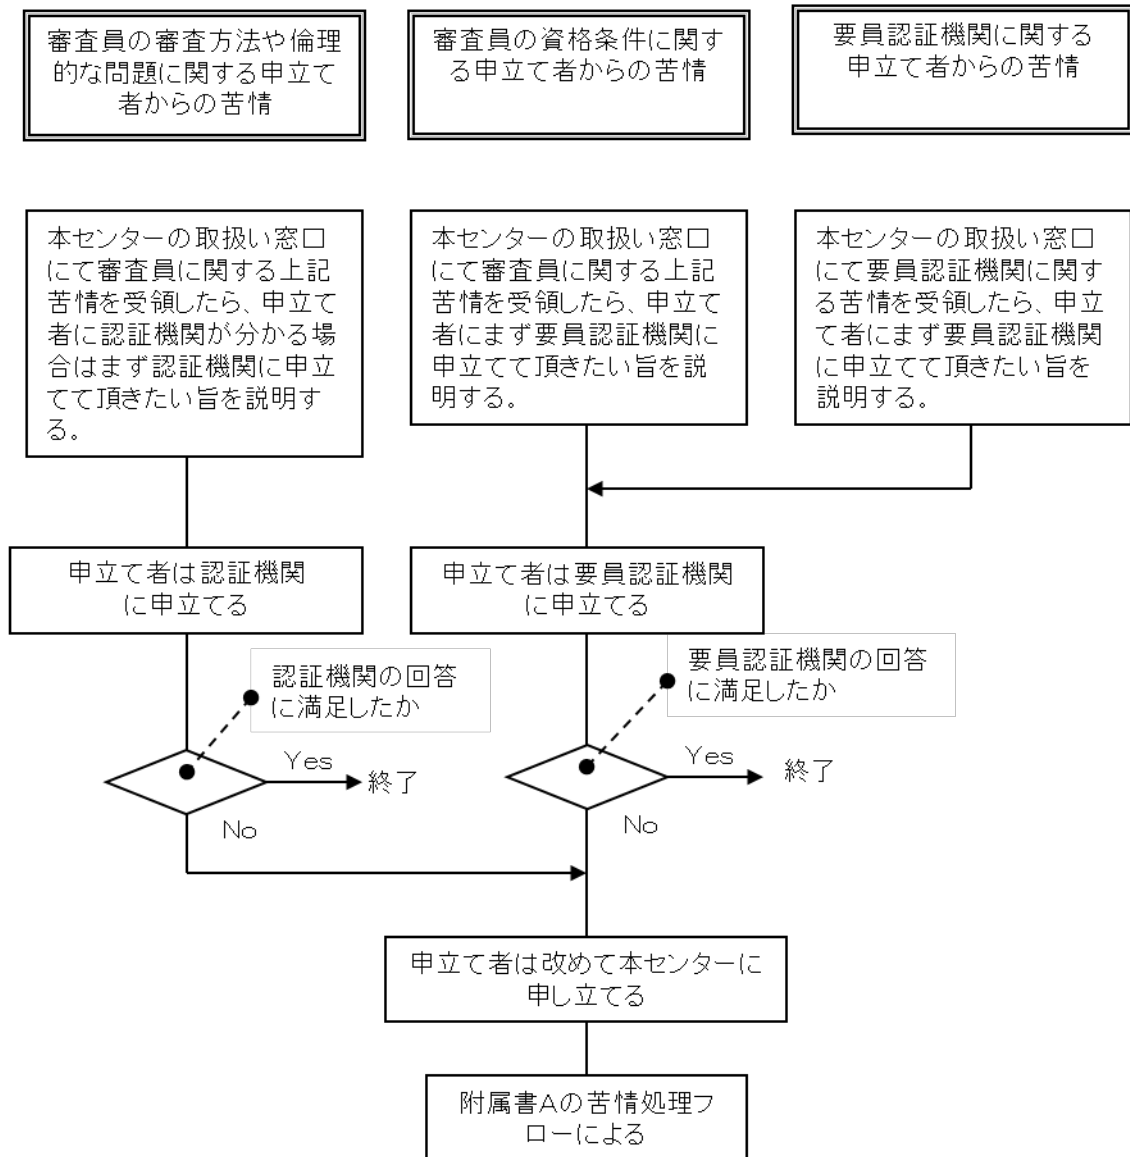 審査員の審査方法や倫理
的な問題に関する申立て
者からの苦情
審査員の資格条件に関す
る申立て者からの苦情
要員認証機関に関する
申立て者からの苦情
本センターの取扱い窓口
にて審査員に関する上記
苦情を受領したら、申立て
者に認証機関が分かる場
合はまず認証機関に申立
てて頂きたい旨を説明す
る。
本センターの取扱い窓口
にて審査員に関する上記
苦情を受領したら、申立て
者にまず要員認証機関に
申立てて頂きたい旨を説
明する。
本センターの取扱い窓口
にて要員認証機関に関す
る苦情を受領したら、申立
て者にまず要員認証機関
に申立てて頂きたい旨を
説明する。
申立て者は認証機関
に申立てる
申立て者は要員認証機関
に申立てる
認証機関の回答
に満足したか
要員認証機関の回答
に満足したか
Yes
終了
No
Yes
終了
No
申立て者は改めて本センターに
申し立てる
附属書Aの苦情処理フ
ローによる